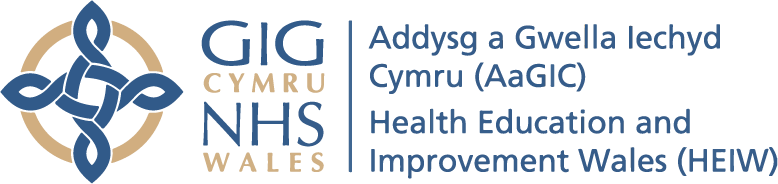 GIG
CYMRU
NHS
WALES
Addysg a Gwella Iechyd
Cymru (AaGIC)
Health Education and
Improvement Wales (HEIW)